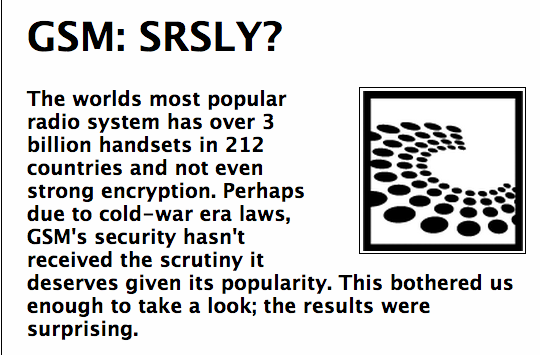 GSM: SRSLY?
The worlds most popular
radio system has over 3
billion handsets in 212
countries and not even
strong encryption. Perhaps
due to cold-war era laws,
GSM's security hasn't
received the scrutiny it
deserves given its popularity. This bothered us
enough to take a look; the results were
surprising.